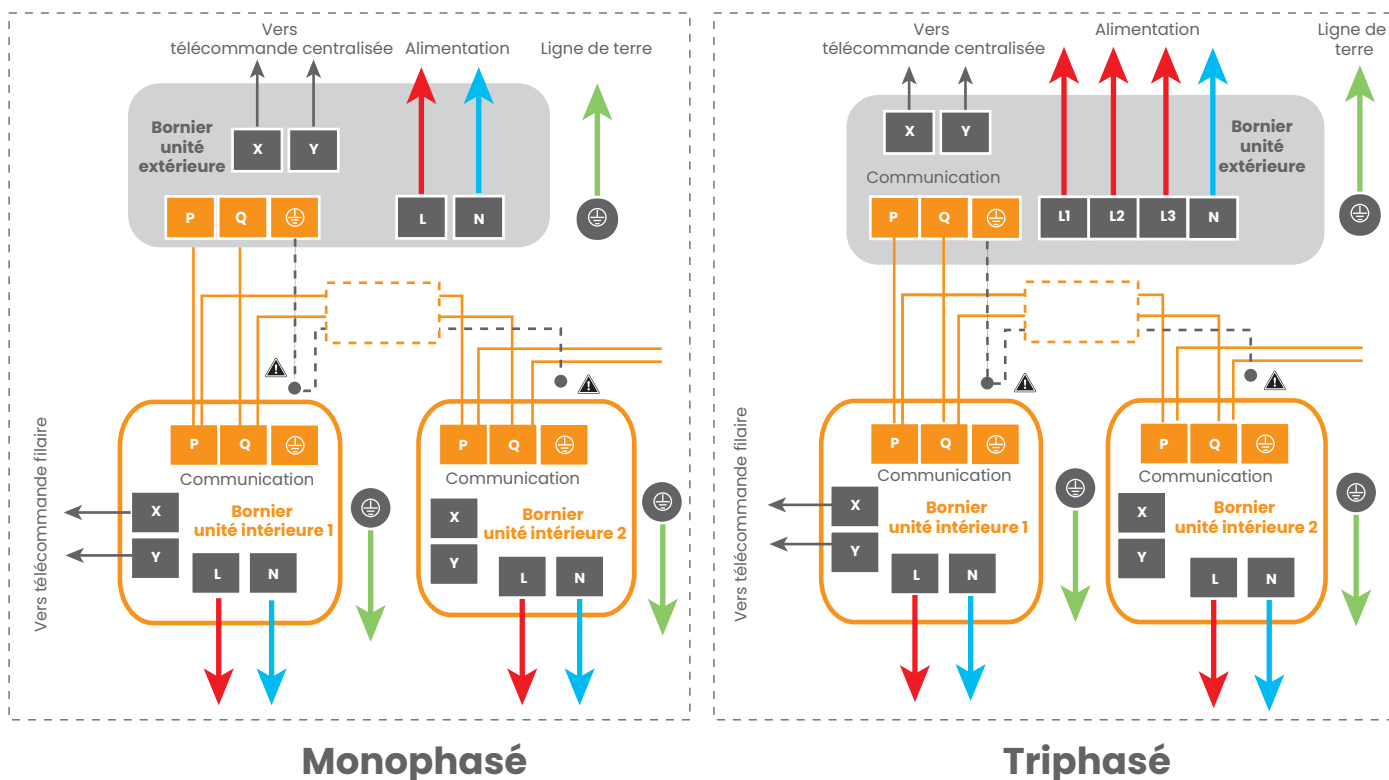 Vers
télécommande centralisée
Alimentation
Ligne de terre
Bornier
unité
extérieure
X
Y
P
Q
L
N
P
Q
Communication
X
Y
Bornier
unité intérieure 1
L
N
Vers télécommande filaire
P
Q
Communication
X
Y
Bornier
unité intérieure 2
L
N
Monophasé
Vers
télécommande centralisée
Alimentation
Ligne de
terre
X
Y
Bornier
unité
extérieure
Communication
P
Q
L1
L2
L3
N
P
Q
Communication
X
Y
Bornier
unité intérieure 1
L
N
Vers télécommande filaire
P
Q
Communication
X
Y
Bornier
unité intérieure 2
L
N
Triphasé